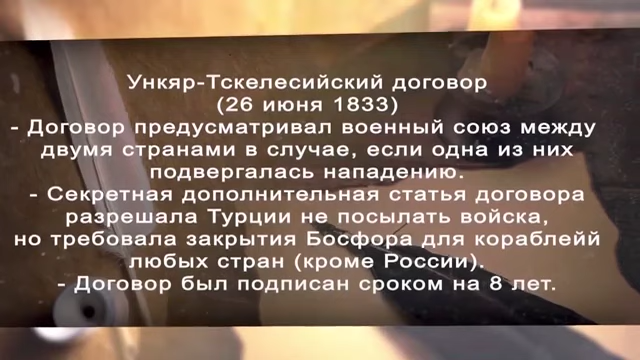 Ункяр-Тскелесийский договор
(26 июня 1833)
- Договор предусматривал военный союз между
двумя странами в случае, если одна из них
подвергалась нападению.
- Секретная дополнительная статья договора
разрешала Турции не посылать войска,
но требовала закрытия Босфора для кораблейй
любых стран (кроме России).
- Договор был подписан сроком на 8 лет.